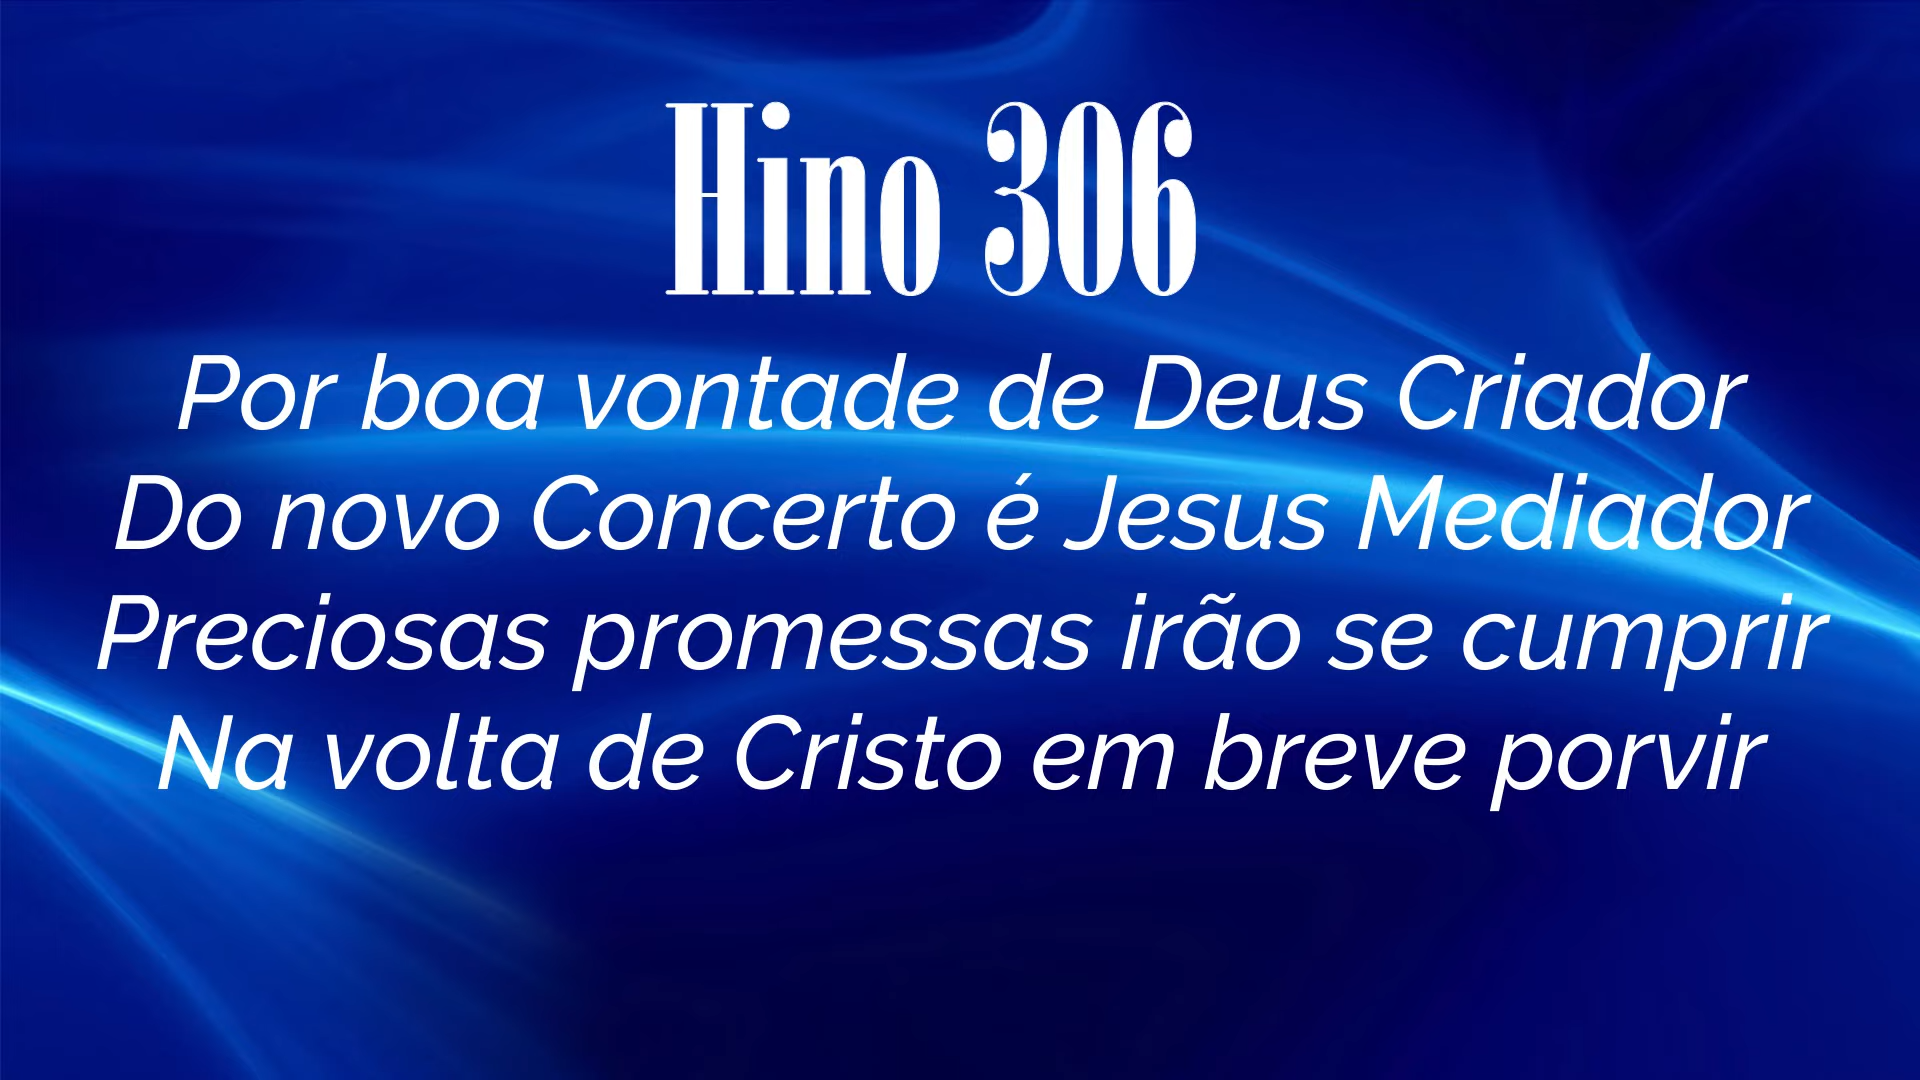 Hino 306
Por boa vontade de Deus Criador
Do novo Concerto é Jesus Mediador
Preciosas promessas irão se cumprir
Na volta de Cristo em breve porvir